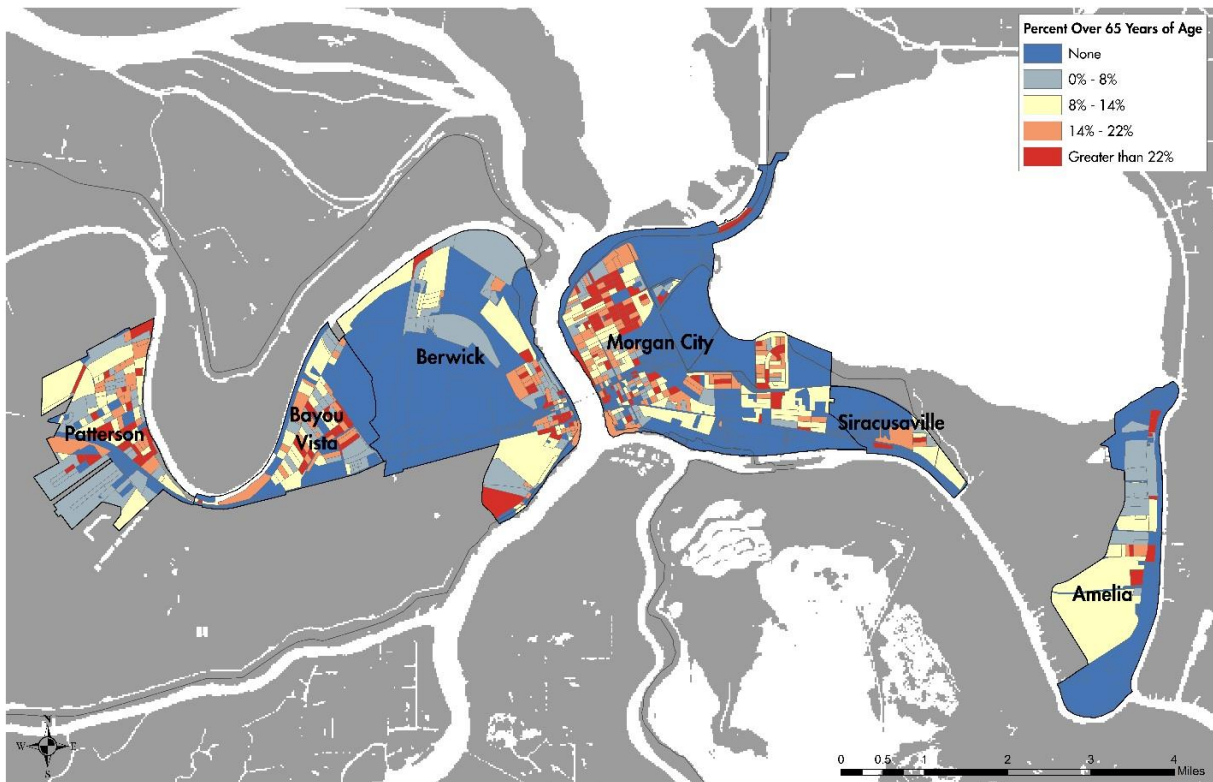 Percent Over 65 Years of Age
None
0% - 8%
8% - 14%
14% - 22%
Greater than 22%
Morgan City
Berwick
Bayou
Vista
Patterson
Siracusaville
Amelia
N
W E
S
0 0.5 1 2 3 4
Miles